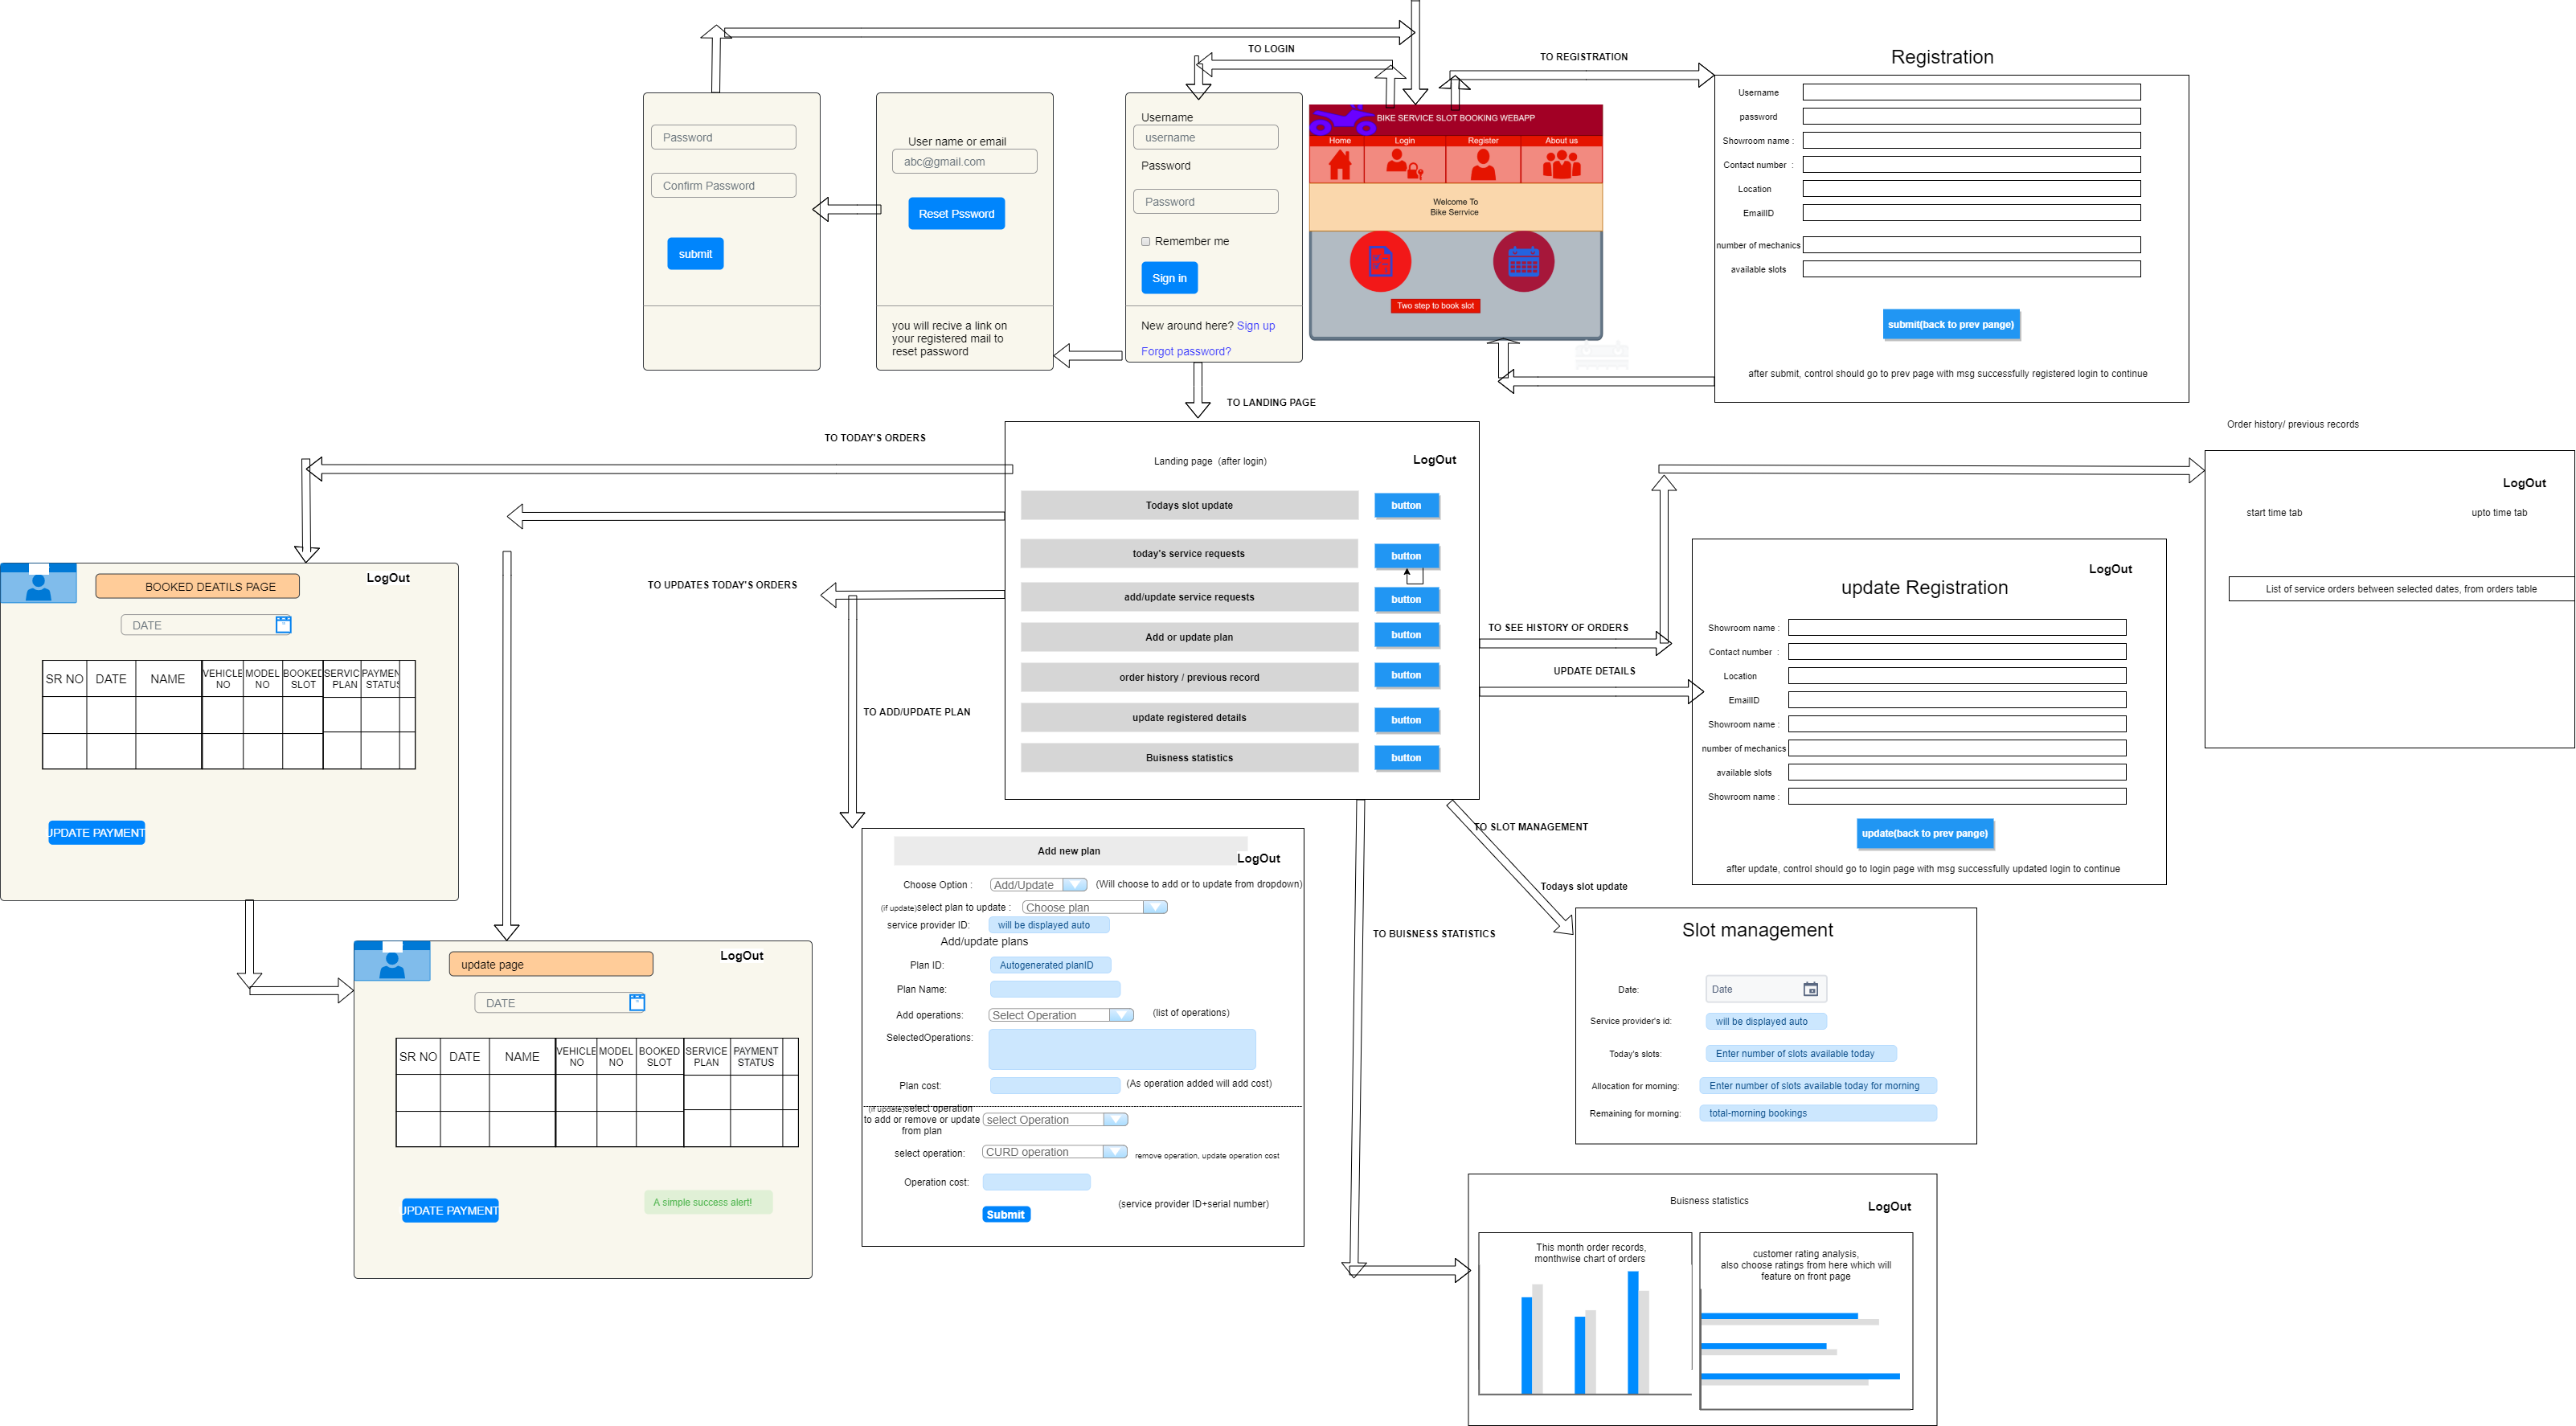 TO LOGIN
TO REGISTRATION
Password
Confirm Password
submit
User name or email
abc@gmail.com
Reset Pssword
you will recive a link on
your registered mail to
reset password
Username
username
Password
Password
Remember me
Sign in
New around here? Sign up
Forgot password?
BIKE SERVICE SLOT BOOKING WEBAPP
Home
Login
Register
About us
Welcome To
Bike Serrvice
Two step to book slot
Registration
Username
password
Showroom name :
Contact number :
Location
EmailID
number of mechanics
available slots
submit(back to prev pange)
after submit, control should go to prev page with msg successfully registered login to continue
TO LANDING PAGE
TO TODAY'S ORDERS
TO UPDATES TODAY'S ORDERS
TO ADD/UPDATE PLAN
Landing page (after login)
LogOut
Todays slot update
button
today's service requests
button
add/update service requests
button
Add or update plan
button
order history / previous record
button
update registered details
button
Buisness statistics
button
TO SEE HISTORY OF ORDERS
UPDATE DETAILS
Order history/ previous records
LogOut
start time tab
upto time tab
List of service orders between selected dates, from orders table
LogOut
update Registration
Showroom name :
Contact number :
Location
EmailID
Showroom name :
number of mechanics
available slots
Showroom name :
update(back to prev pange)
after update, control should go to login page with msg successfully updated login to continue
BOOKED DEATILS PAGE
LogOut
DATE
SR NO
DATE
NAME
VEHICLE
NO
MODEL
NO
BOOKED
SLOT
SERVIC
PLAN
PAYMEN
STATUS
UPDATE PAYMENT
update page
LogOut
DATE
SR NO
DATE
NAME
VEHICLE
NO
MODEL
NO
BOOKED
SLOT
SERVICE
PLAN
PAYMENT
STATUS
UPDATE PAYMENT
A simple success alert!
Add new plan
LogOut
Choose Option :
Add/Update
(Will choose to add or to update from dropdown)
(if update)select plan to update :
Choose plan
service provider ID:
will be displayed auto
Add/update plans
Plan ID:
Autogenerated planID
Plan Name:
Add operations:
Select Operation
(list of operations)
SelectedOperations:
Plan cost:
(As operation added will add cost)
(if update)select operation
to add or remove or update
from plan
select Operation
select operation:
CURD operation
remove operation, update operation cost
Operation cost:
(service provider ID+serial number)
Submit
TO SLOT MANAGEMENT
Todays slot update
TO BUISNESS STATISTICS
Slot management
Date:
Date
Service provider's id:
will be displayed auto
Today's slots:
Enter number of slots available today
Allocation for morning:
Enter number of slots available today for morning
Remaining for morning:
total-morning bookings
Buisness statistics
LogOut
This month order records,
monthwise chart of orders
customer rating analysis,
also choose ratings from here which will
feature on front page